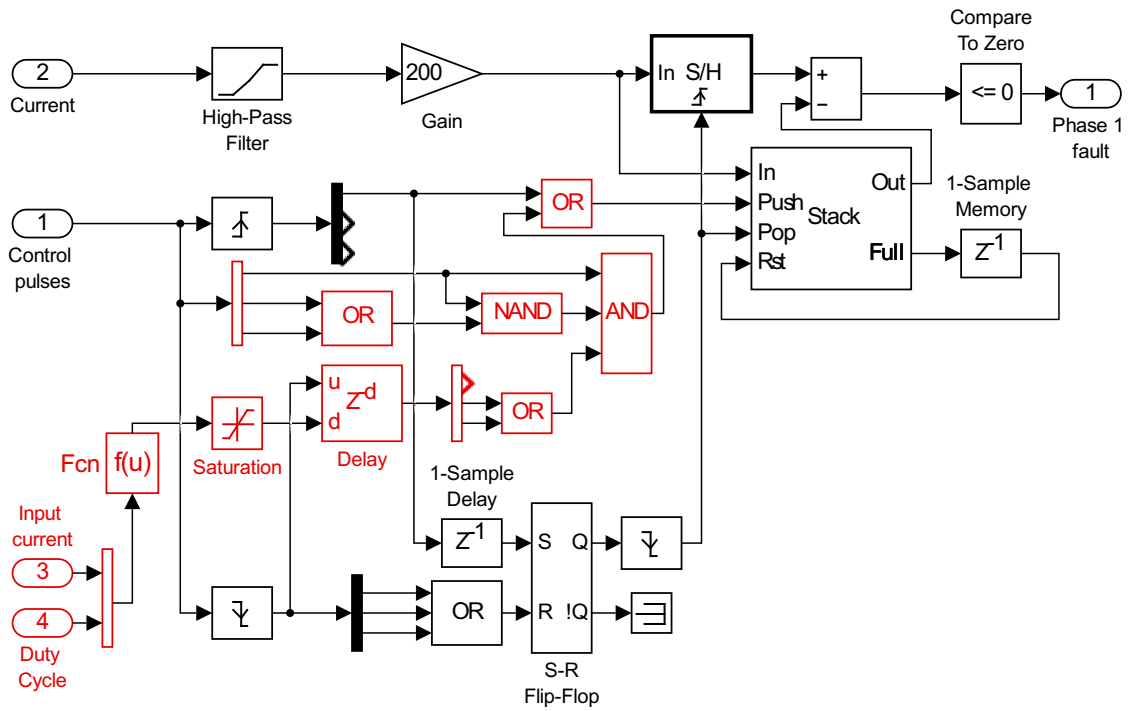 Compare
To Zero
2
200
In S/H
+
−
<= 0
1
Current
High-Pass
Filter
Gain
Phase 1
fault
In
Push
Pop
Rst
Stack
Out
Full
1-Sample
Memory
Z-1
1
Control
pulses
OR
OR
NAND
AND
u
d
Z-d
OR
Fcn
f(u)
Saturation
Delay
1-Sample
Delay
Input
current
3
Z-1
S Q
R !Q
4
OR
Duty
Cycle
S-R
Flip-Flop